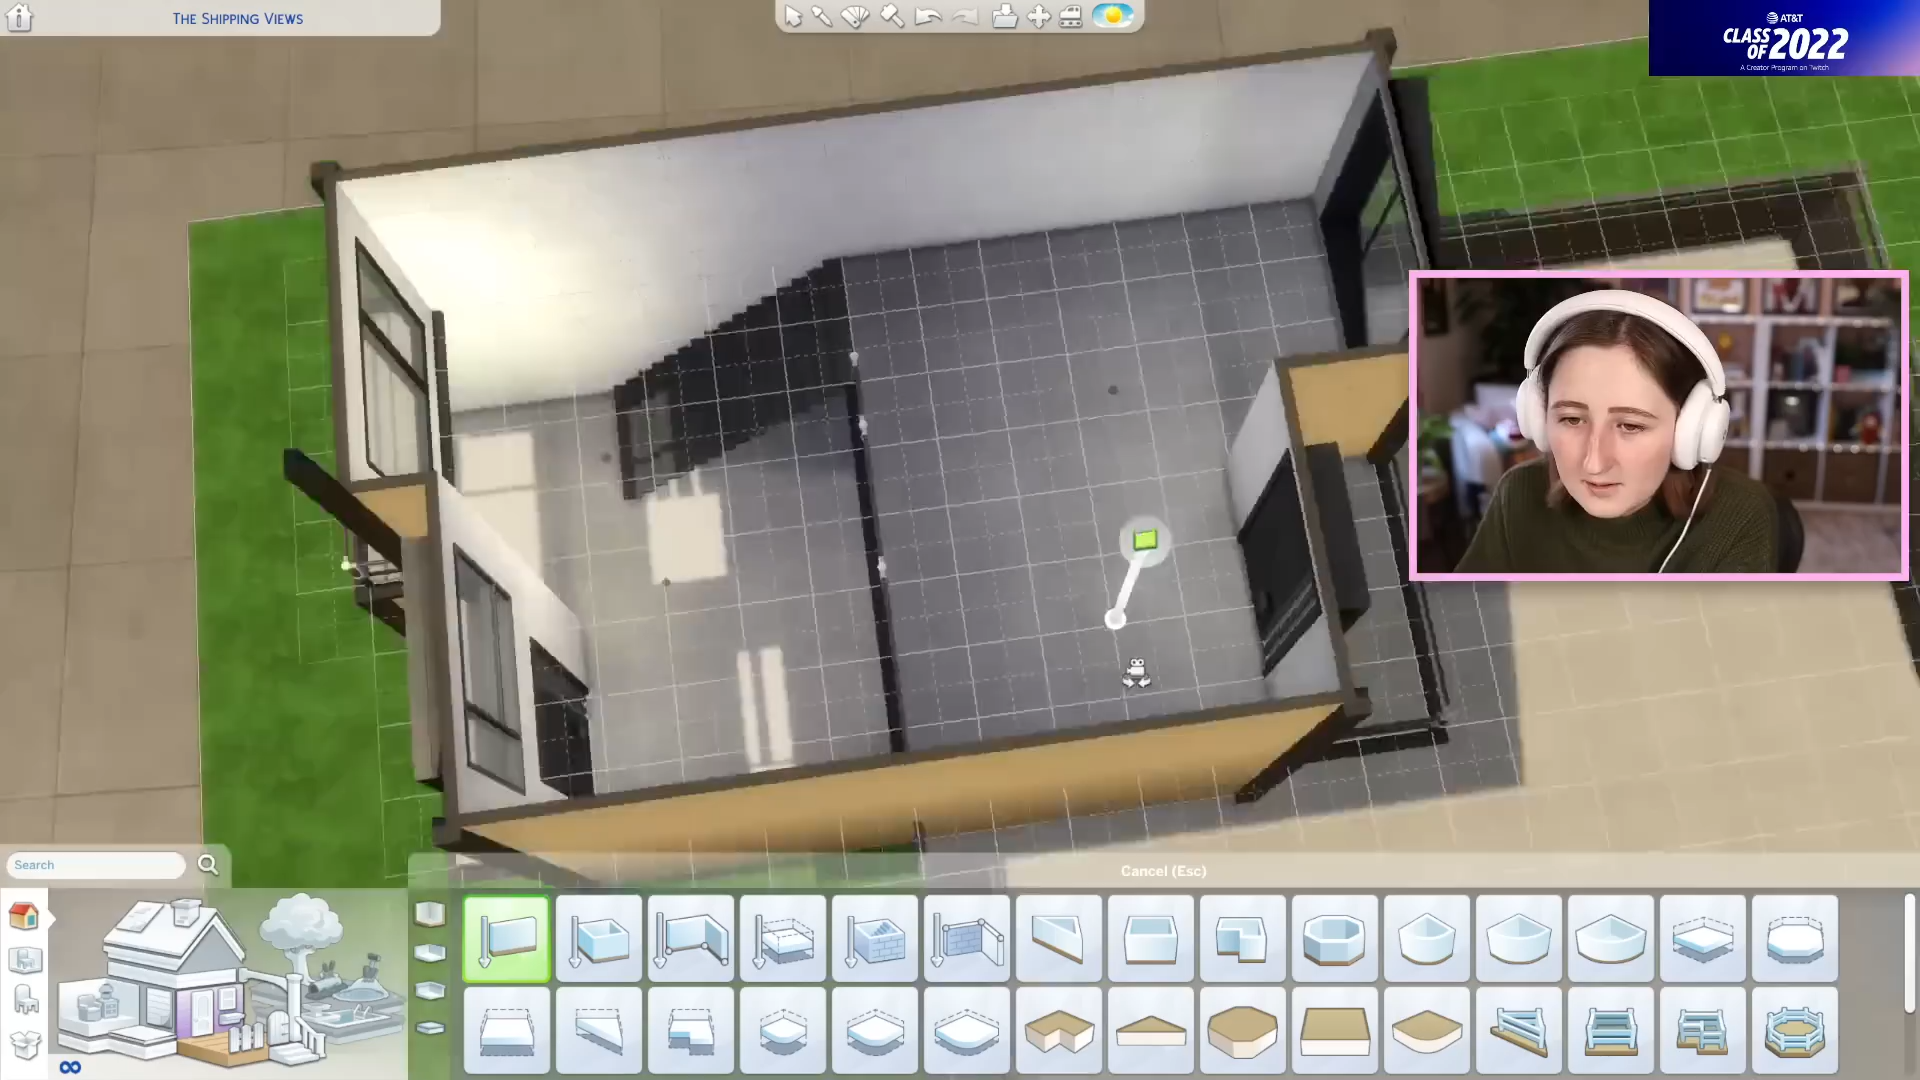 The Shipping Views
AT&T
CLASS
OF 2022
A Creator Program on Twitch
Cancel (Esc)
Search